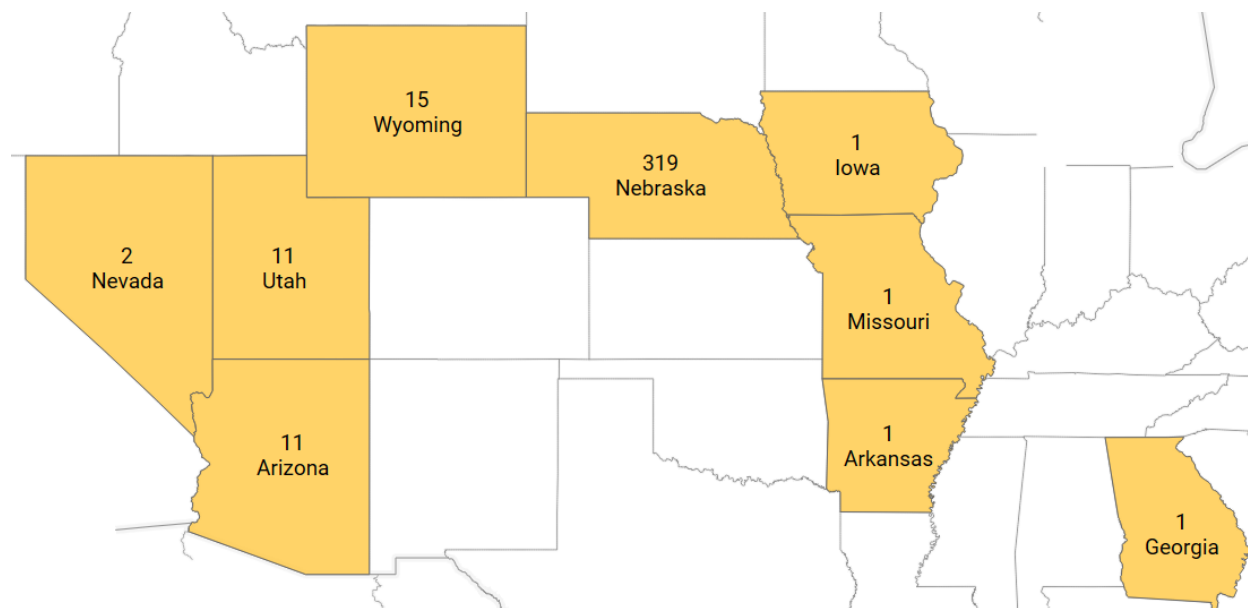 15
Wyoming
319
Nebraska
1
Iowa
2
Nevada
11
Utah
1
Missouri
11
Arizona
1
Arkansas
1
Georgia